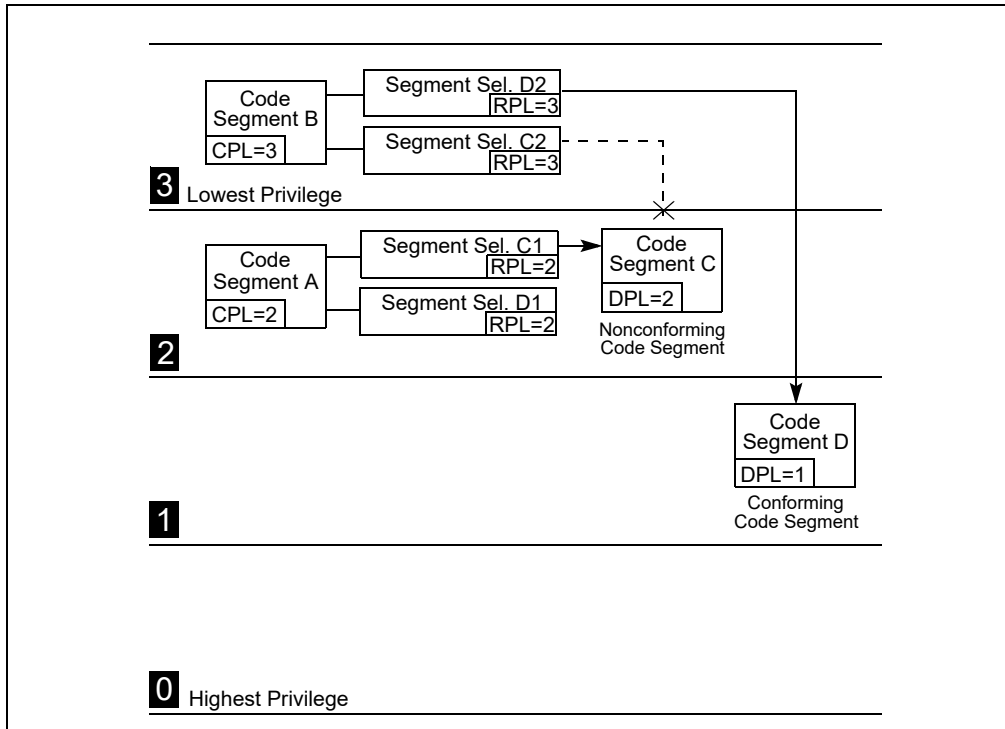 Code
Segment B
CPL=3
Segment Sel. D2
RPL=3
Segment Sel. C2
RPL=3
3 Lowest Privilege
Code
Segment A
CPL=2
Segment Sel. C1
RPL=2
Segment Sel. D1
RPL=2
Code
Segment C
DPL=2
Nonconforming
Code Segment
2
Code
Segment D
DPL=1
Conforming
Code Segment
1
0 Highest Privilege